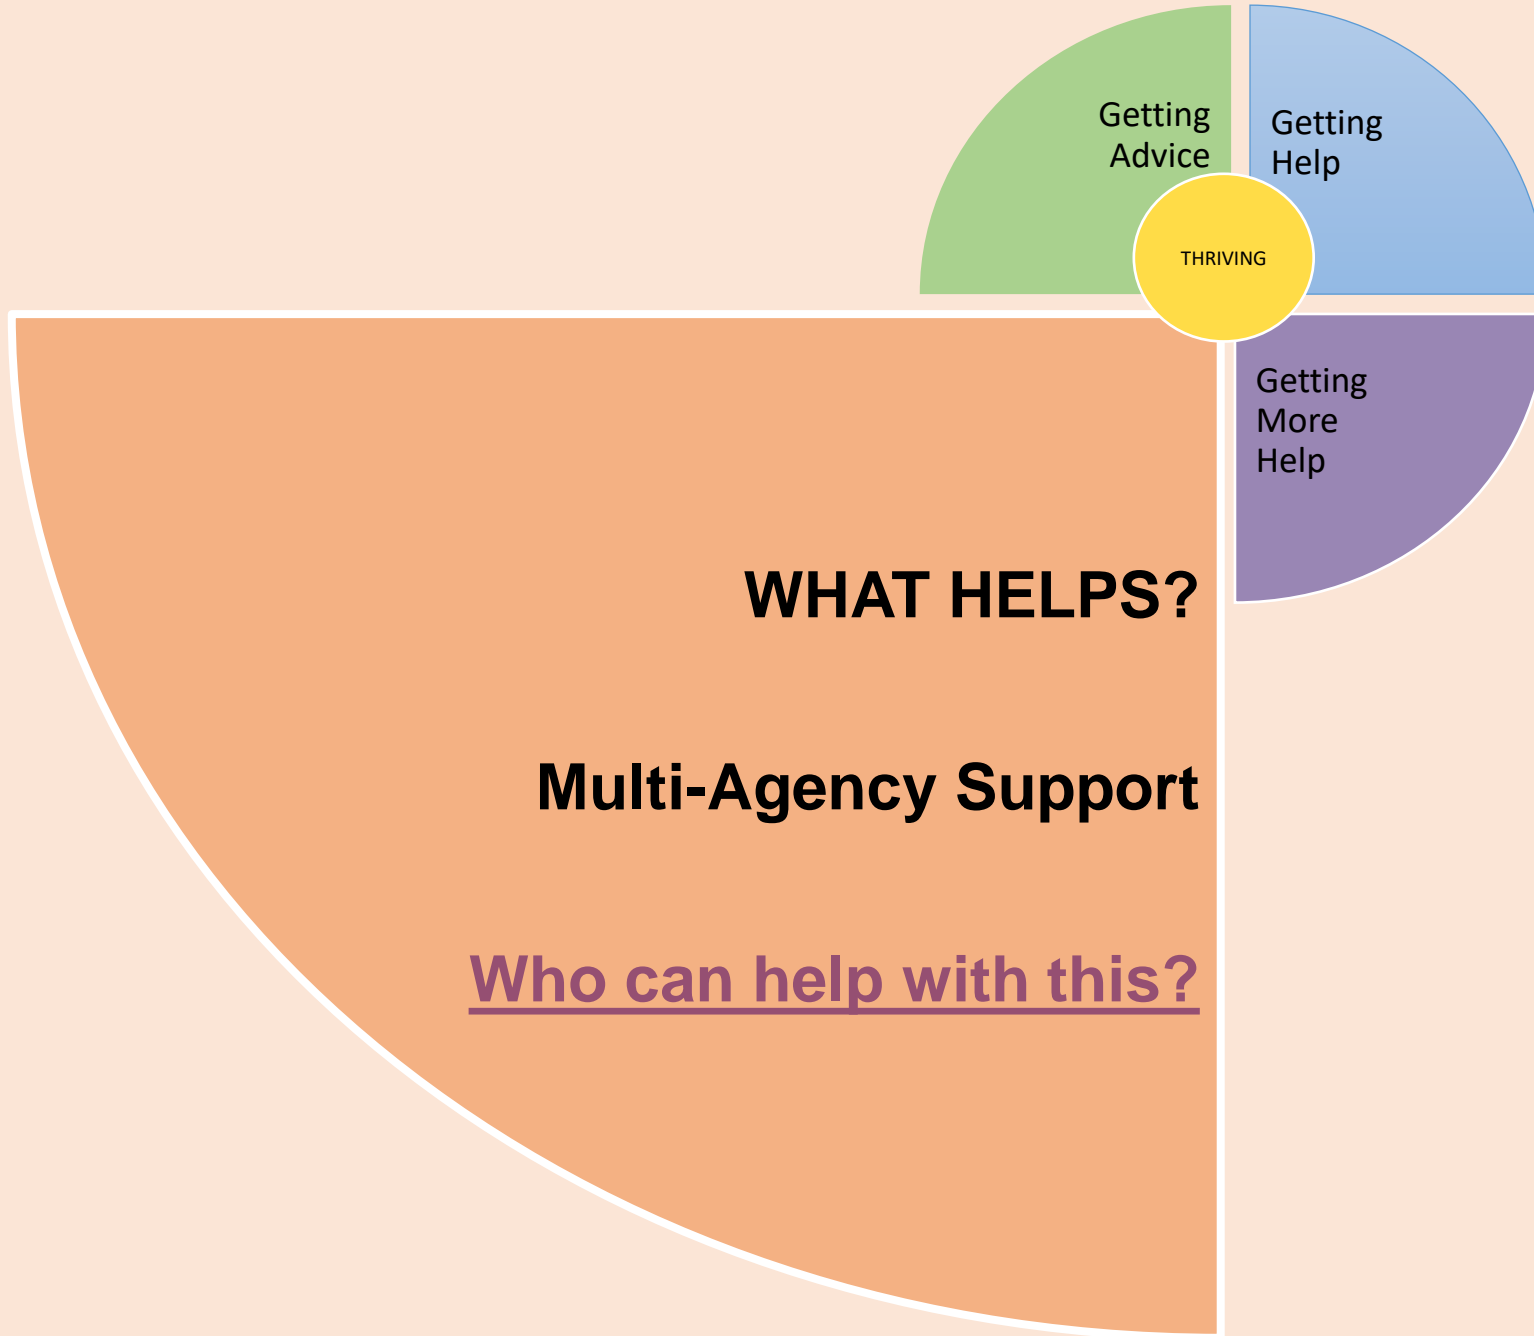 Getting
Advice
Getting
Help
THRIVING
Getting
More
Help
WHAT HELPS?
Multi-Agency Support
Who can help with this?